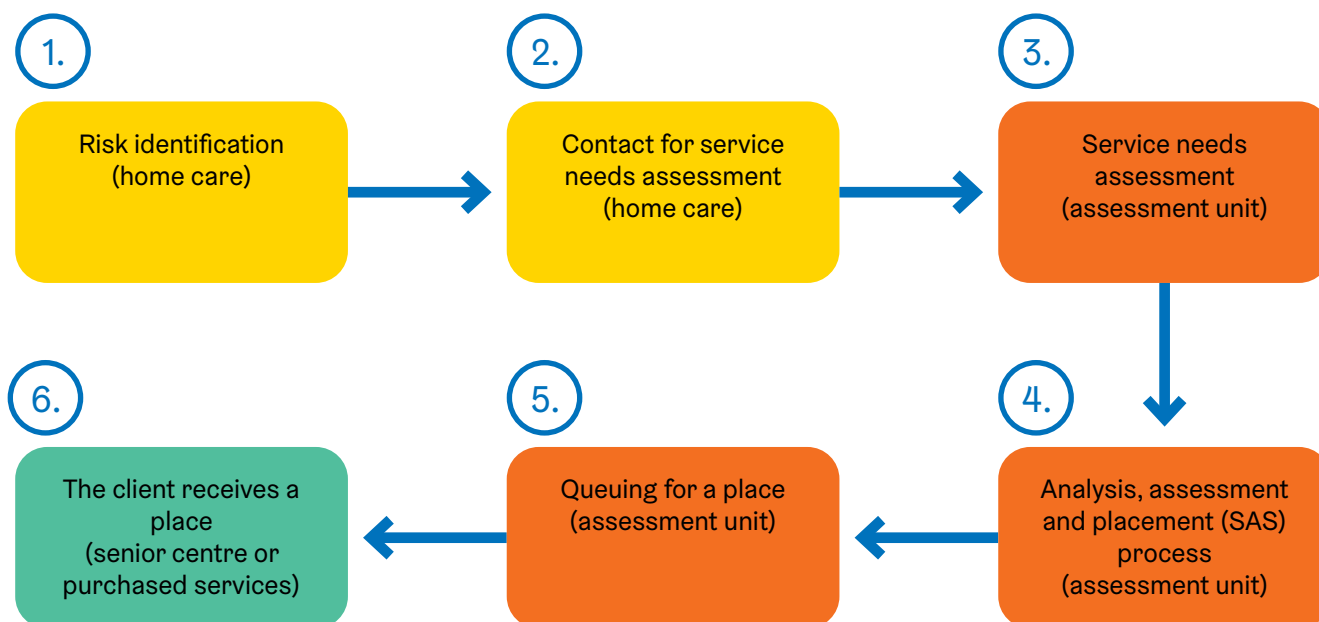 1.
Risk identification
(home care)
2.
Contact for service
needs assessment
(home care)
3.
Service needs
assessment
(assessment unit)
4.
Analysis, assessment
and placement (SAS)
process
(assessment unit)
5.
Queuing for a place
(assessment unit)
6.
The client receives a
place
(senior centre or
purchased services)